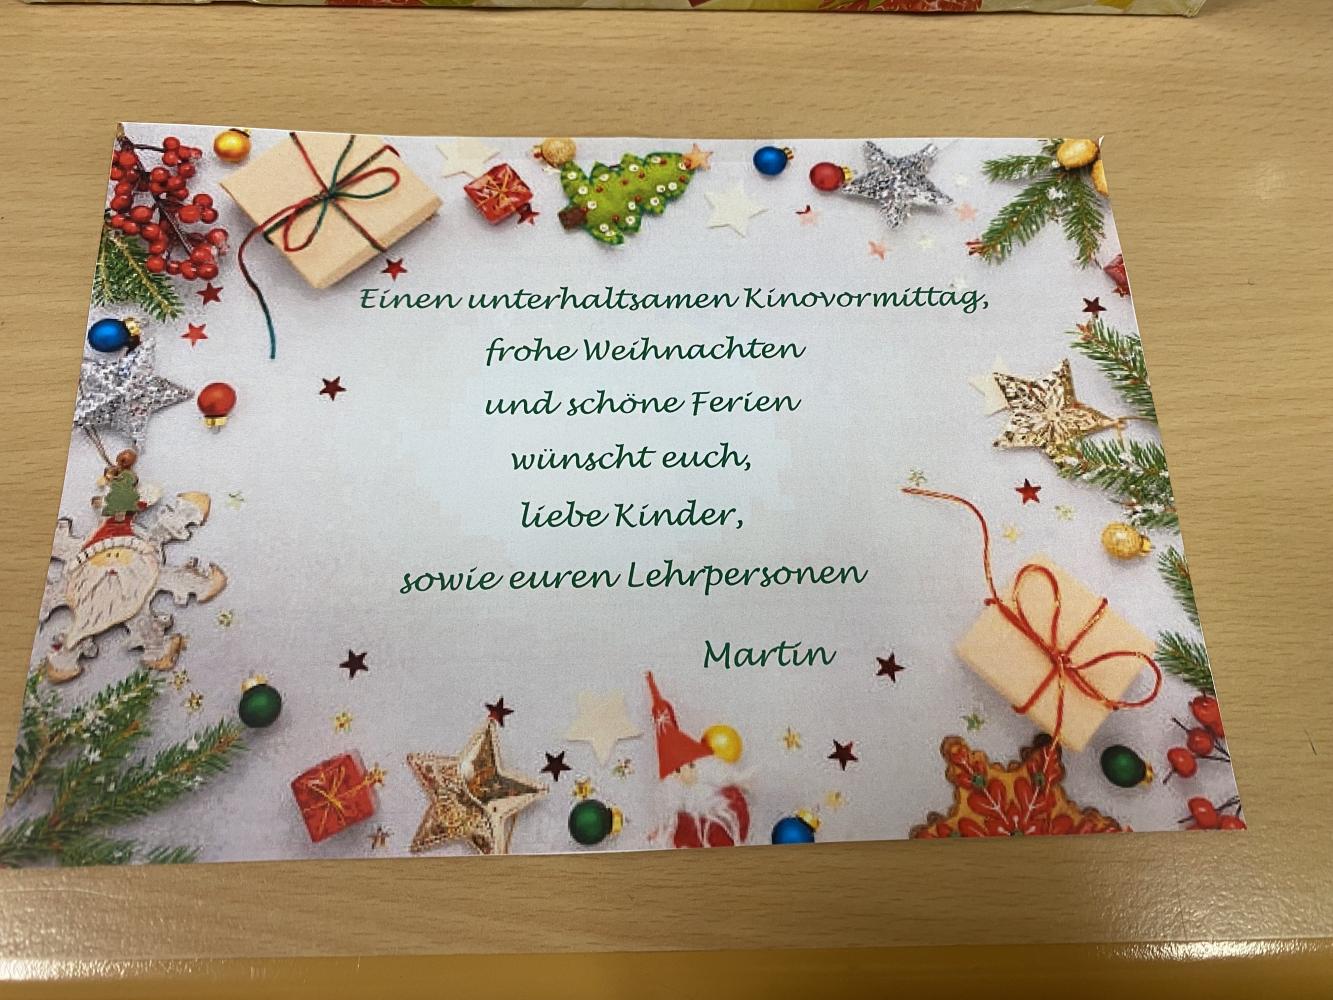 Einen unterhaltsamen Kinovormittag,
frohe Weihnachten
und schöne Ferien
wünscht euch,
liebe Kinder,
sowie euren Lehrpersonen
Martin